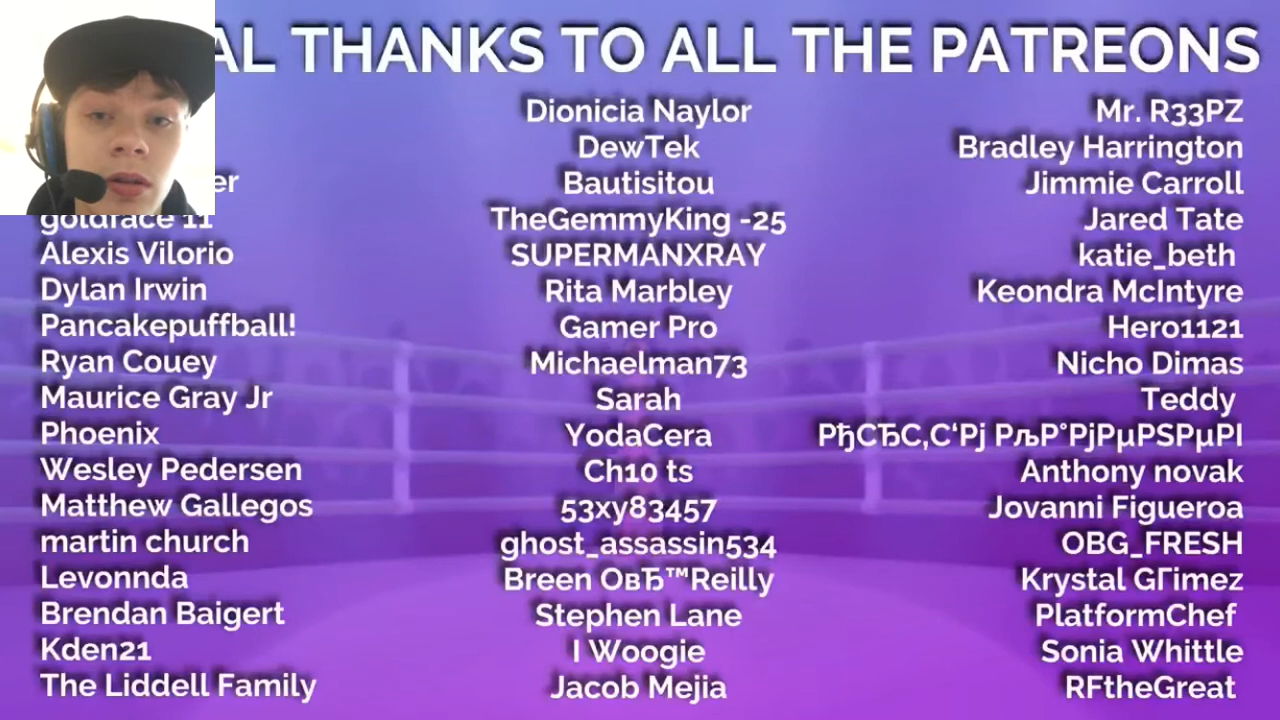 AL THANKS TO ALL THE PATREONS
er
goldface 11
Alexis Vilorio
Dylan Irwin
Pancakepuffball!
Ryan Couey
Maurice Gray Jr
Phoenix
Wesley Pedersen
Matthew Gallegos
martin church
Levonnda
Brendan Baigert
Kden21
The Liddell Family
Dionicia Naylor
DewTek
Bautisitou
TheGemmyKing -25
SUPERMANXRAY
Rita Marbley
Gamer Pro
Michaelman73
Sarah
YodaCera
Ch10 ts
53xy83457
ghost_assassin534
Breen OвЂ™Reilly
Stephen Lane
I Woogie
Jacob Mejia
Mr. R33PZ
Bradley Harrington
Jimmie Carroll
Jared Tate
katie_beth
Keondra McIntyre
Hero1121
Nicho Dimas
Teddy
РђСЂС‚С‘Рј РљР°РјРµРЅРµРІ
Anthony novak
Jovanni Figueroa
OBG_FRESH
Krystal GГіmez
PlatformChef
Sonia Whittle
RFtheGreat